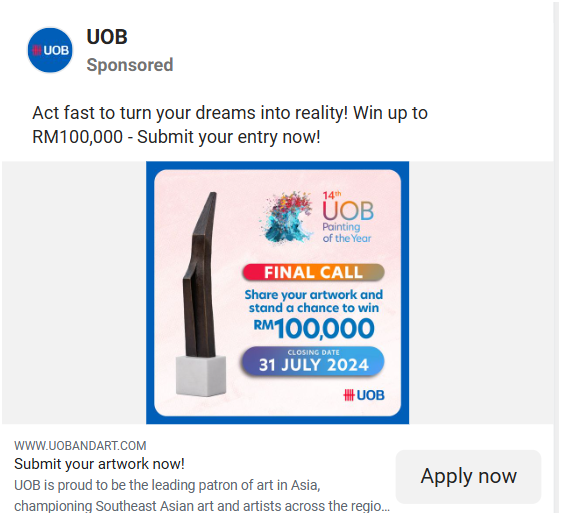 UOB
UOB
Sponsored
Act fast to turn your dreams into reality! Win up to
RM100,000 - Submit your entry now!
14th
UOB
Painting
of the Year
FINAL CALL
Share your artwork and
stand a chance to win
RM100,000
CLOSING DATE
31 JULY 2024
UOB
WWW.UOBANDART.COM
Submit your artwork now!
UOB is proud to be the leading patron of art in Asia,
championing Southeast Asian art and artists across the regio...
Apply now